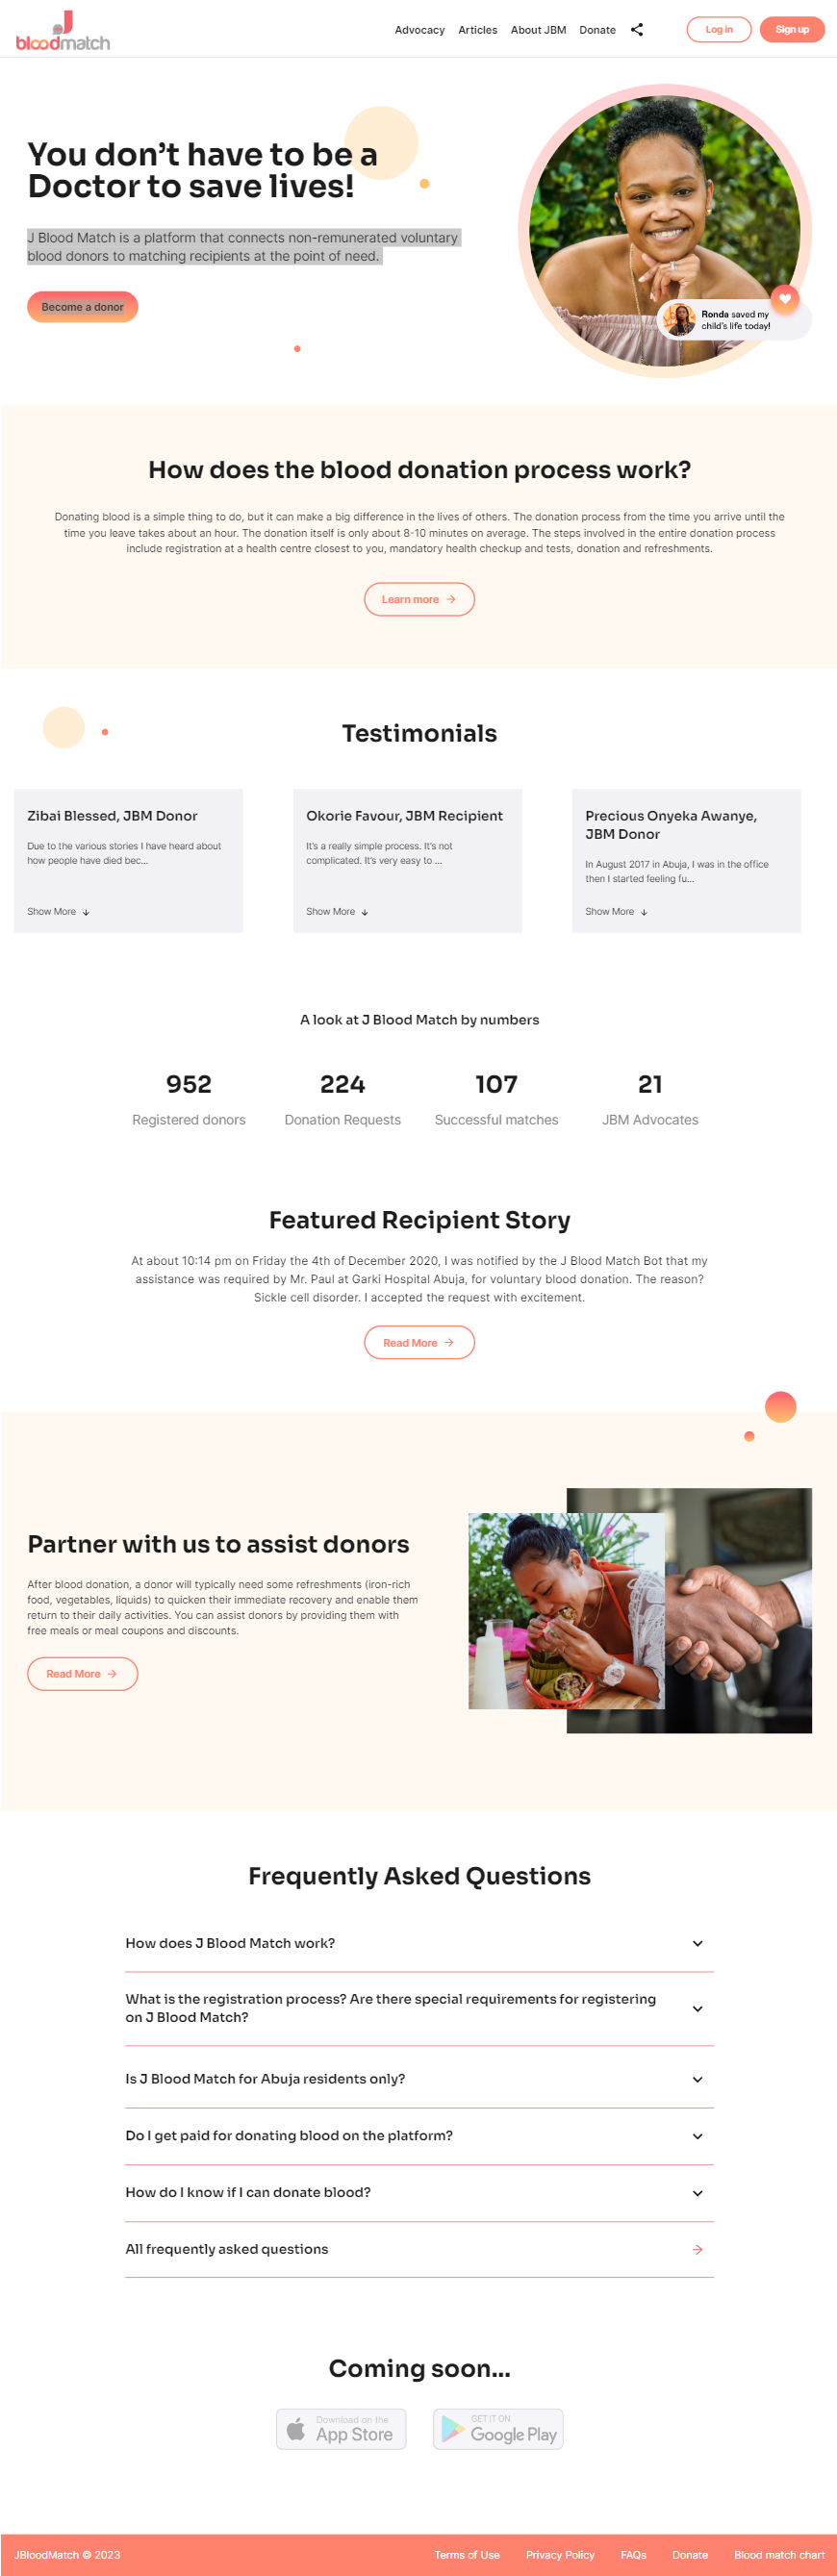 J
bloodmatch
Advocacy Articles About JBM Donate
Log in
Sign up
You don't have to be a
Doctor to save lives!
J Blood Match is a platform that connects non-remunerated voluntary
blood donors to matching recipients at the point of need.
Become a donor
Ronda saved my
child's life today!
How does the blood donation process work?
Donating blood is a simple thing to do, but it can make a big difference in the lives of others. The donation process from the time you arrive until the
time you leave takes about an hour. The donation itself is only about 8-10 minutes on average. The steps involved in the entire donation process
include registration at a health centre closest to you, mandatory health checkup and tests, donation and refreshments.
Learn more
Testimonials
Zibai Blessed, JBM Donor
Due to the various stories I have heard about
how people have died bec...
Show More
Okorie Favour, JBM Recipient
It's a really simple process. It's not
complicated. It's very easy to ...
Show More
Precious Onyeka Awanye,
JBM Donor
In August 2017 in Abuja, I was in the office
then I started feeling fu...
Show More
A look at J Blood Match by numbers
952
Registered donors
224
Donation Requests
107
Successful matches
21
JBM Advocates
Featured Recipient Story
At about 10:14 pm on Friday the 4th of December 2020, I was notified by the J Blood Match Bot that my
assistance was required by Mr. Paul at Garki Hospital Abuja, for voluntary blood donation. The reason?
Sickle cell disorder. I accepted the request with excitement.
Read More
Partner with us to assist donors
After blood donation, a donor will typically need some refreshments (iron-rich
food, vegetables, liquids) to quicken their immediate recovery and enable them
return to their daily activities. You can assist donors by providing them with
free meals or meal coupons and discounts.
Read More
Frequently Asked Questions
How does J Blood Match work?
What is the registration process? Are there special requirements for registering
on J Blood Match?
Is J Blood Match for Abuja residents only?
Do I get paid for donating blood on the platform?
How do I know if I can donate blood?
All frequently asked questions
Coming soon...
Download on the
App Store
GET IT ON
Google Play
JBloodMatch © 2023
Terms of Use Privacy Policy FAQs Donate Blood match chart